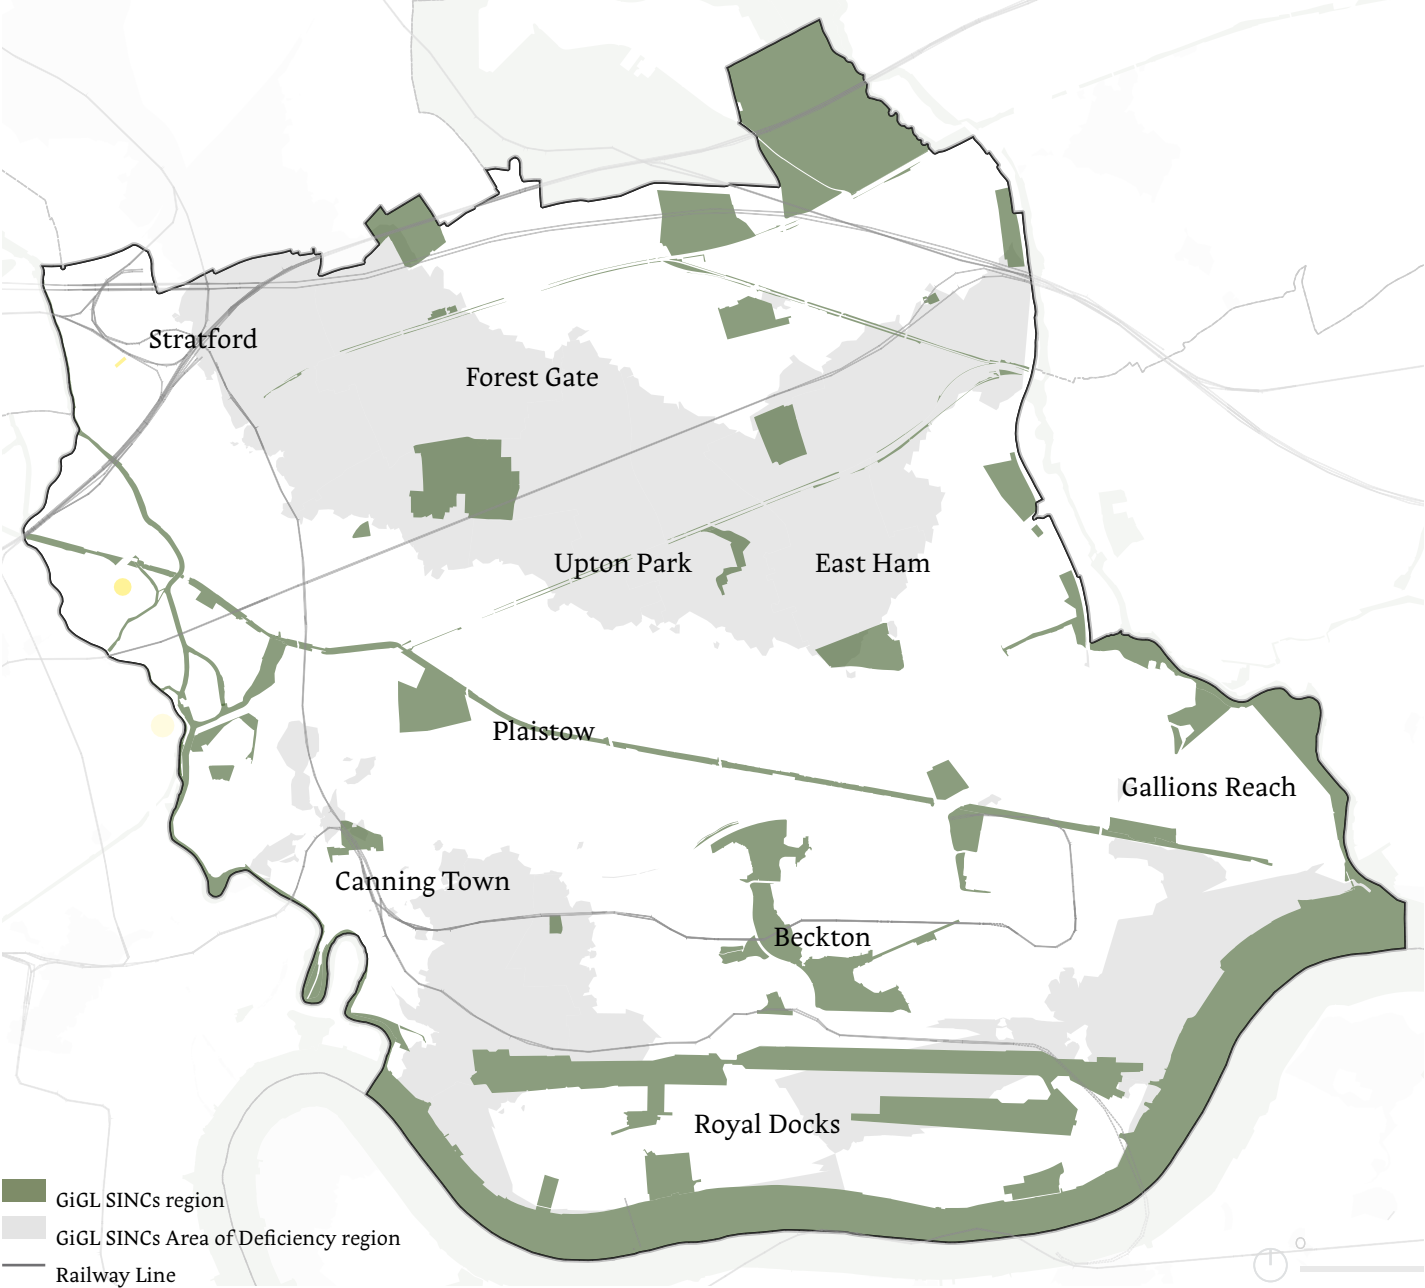 Stratford
Forest Gate
Upton Park
East Ham
Plaistow
Gallions Reach
Canning Town
Beckton
Royal Docks
GiGL SINCs region
GiGL SINCs Area of Deficiency region
Railway Line
0